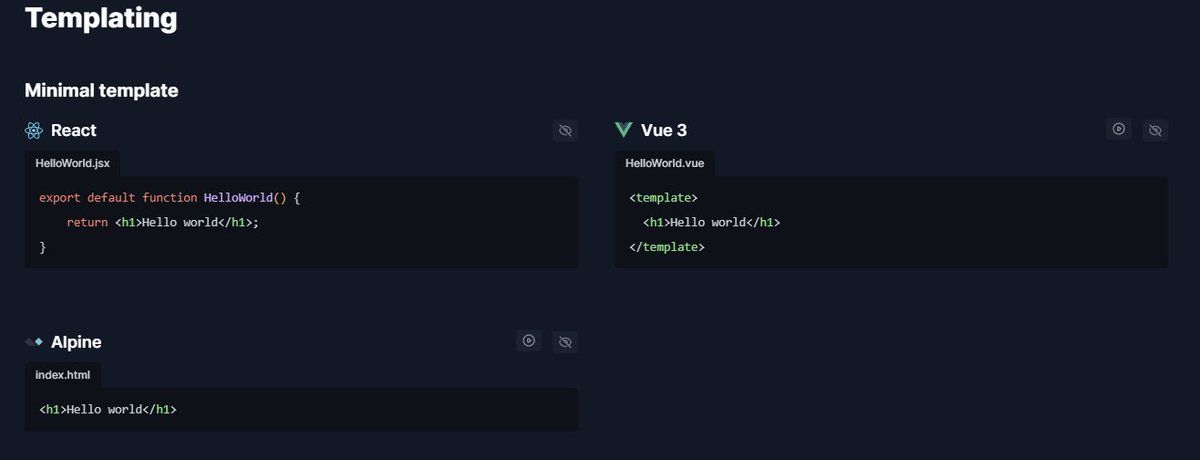 Templating
Minimal template
React
HelloWorld.jsx
export default function HelloWorld() {
    return <h1>Hello world</h1>;
}
Vue 3
HelloWorld.vue
<template>
  <h1>Hello world</h1>
</template>
Alpine
index.html
<h1>Hello world</h1>